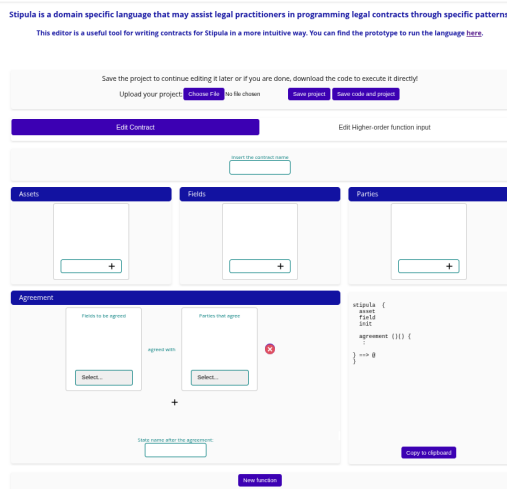 Stipula is a domain specific language that may assist legal practitioners in programming legal contracts through specific patterns
This editor is a useful tool for writing contracts for Stipula in a more intuitive way. You can find the prototype to run the language here.
Save the project to continue editing it later or if you are done, download the code to execute it directly!
Upload your project: Choose File No file chosen Save project Save code and project
Edit Contract Edit Higher-order function input
Insert the contract name
Assets Fields Parties
+ + +
Agreement
Fields to be agreed Parties that agree
agreed with
Select... Select...
+
State name after the agreement:
stipula {
asset
field
init
agreement ()() {
:
} ==> @
}
Copy to clipboard
New function